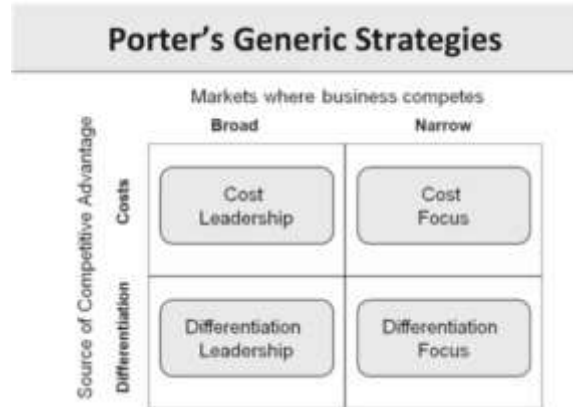 Porter's Generic Strategies
Markets where business competes
Broad
Narrow
Source of Competitive Advantage
Costs
Cost
Leadership
Cost
Focus
Differentiation
Differentiation
Leadership
Differentiation
Focus